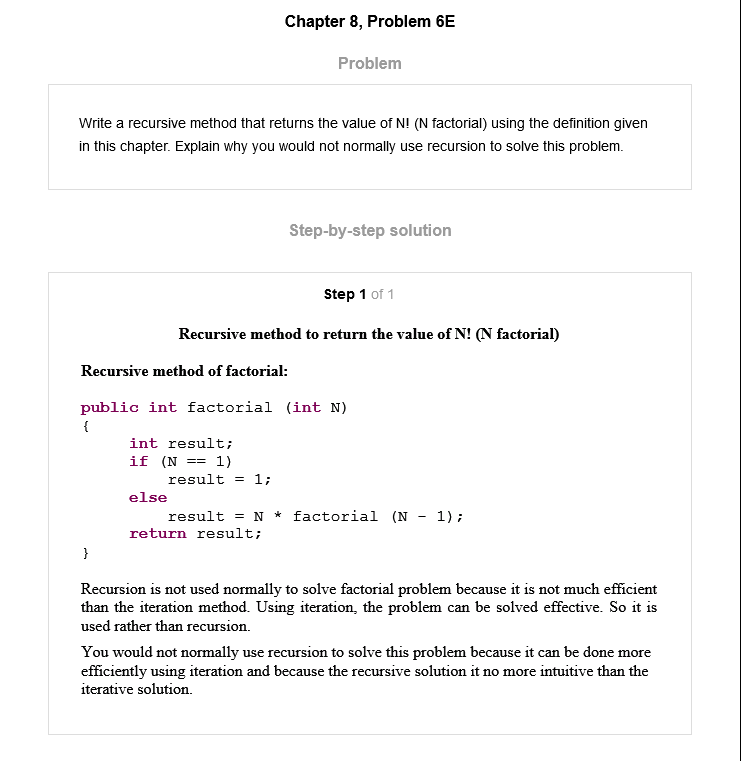 Chapter 8, Problem 6E
Problem
Write a recursive method that returns the value of N! (N factorial) using the definition given
in this chapter. Explain why you would not normally use recursion to solve this problem.
Step-by-step solution
Step 1 of 1
Recursive method to return the value of N! (N factorial)
Recursive method of factorial:
public int factorial (int N)
{
int result;
if (N == 1)
result = 1;
else
result = N * factorial (N - 1);
return result;
}
Recursion is not used normally to solve factorial problem because it is not much efficient
than the iteration method. Using iteration, the problem can be solved effective. So it is
used rather than recursion.
You would not normally use recursion to solve this problem because it can be done more
efficiently using iteration and because the recursive solution it no more intuitive than the
iterative solution.